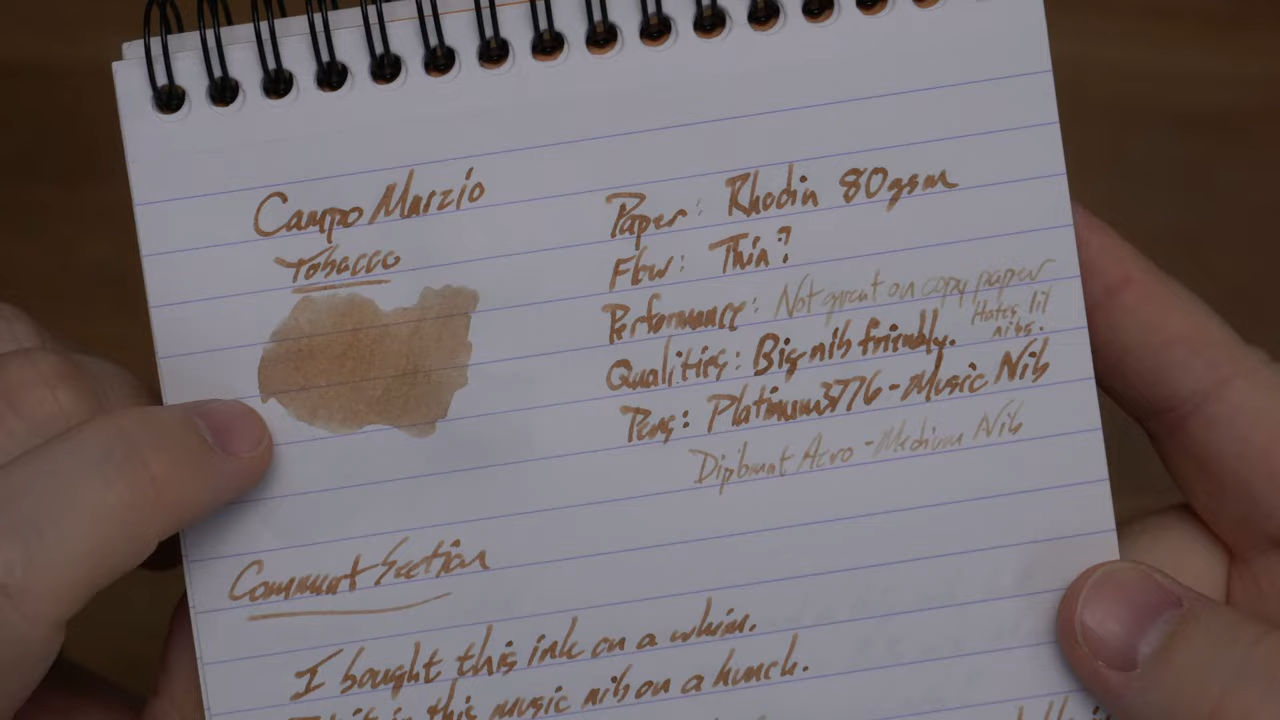 Campo Marzio
Tobacco
Paper: Rhodia 80gsm
Flow: Thin?
Performance: Not great on copy paper
Hates lil
nibs.
Qualities: Big nib friendly.
Pens: Platinum 3776 - Music Nib
Diplomat Aero - Medium Nib
Comment Section
I bought this ink on a whim.
this music nib on a hunch.